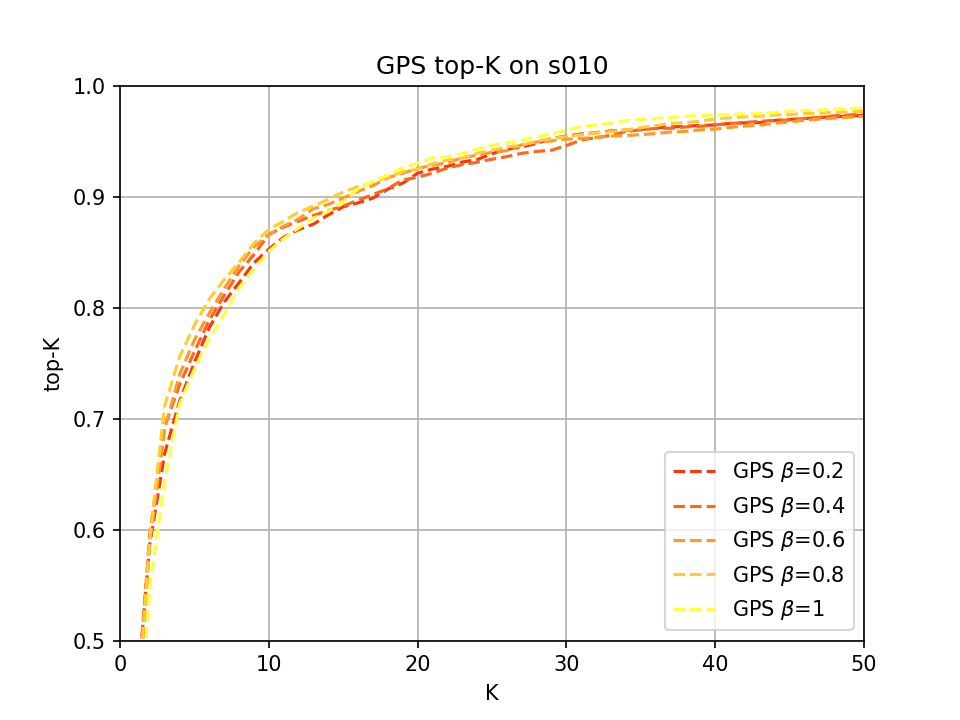 GPS top-K on s010
1.0
0.9
0.8
0.7
0.6
0.5
top-K
0 10 20 30 40 50
K
GPS β=0.2
GPS β=0.4
GPS β=0.6
GPS β=0.8
GPS β=1